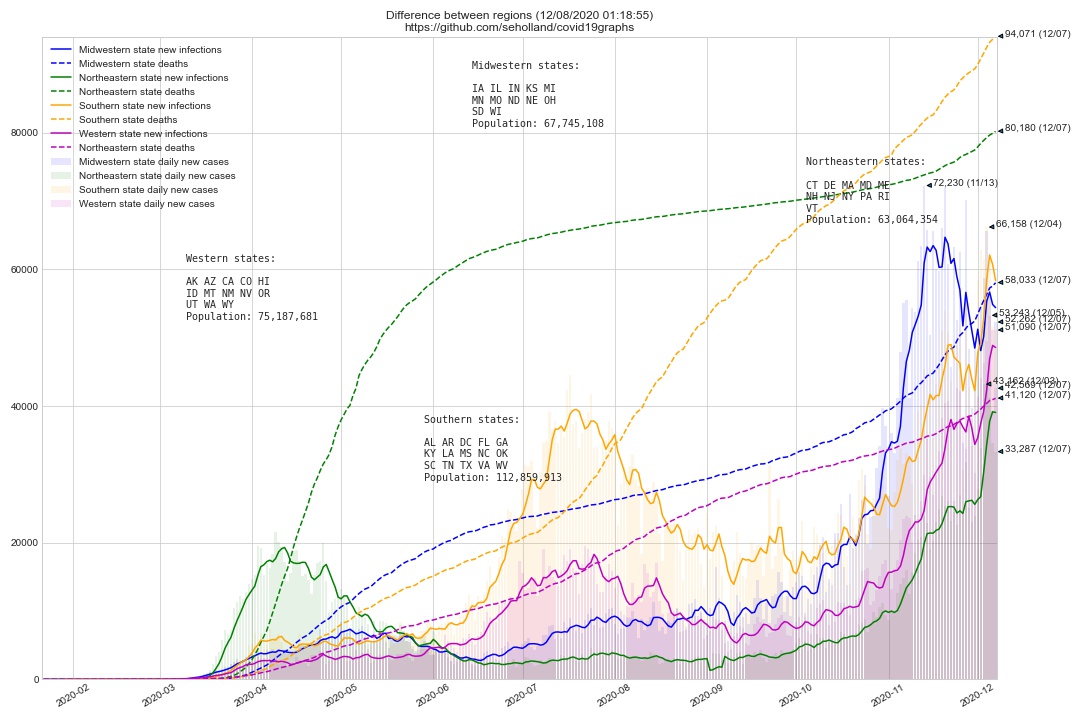 Difference between regions (12/08/2020 01:18:55)
https://github.com/seholland/covid19graphs
Midwestern state new infections
Midwestern state deaths
Northeastern state new infections
Northeastern state deaths
Southern state new infections
Southern state deaths
Western state new infections
Northeastern state deaths
Midwestern state daily new cases
Northeastern state daily new cases
Southern state daily new cases
Western state daily new cases
Midwestern states:
IA IL IN KS MI
MN MO ND NE OH
SD WI
Population: 67,745,108
Northeastern states:
CT DE MA MD ME
NH NJ NY PA RI
VT
Population: 63,064,354
Western states:
AK AZ CA CO HI
ID MT NM NV OR
UT WA WY
Population: 75,187,681
Southern states:
AL AR DC FL GA
KY LA MS NC OK
SC TN TX VA WV
Population: 112,859,913
94,071 (12/07)
80,180 (12/07)
72,230 (11/13)
66,158 (12/04)
58,033 (12/07)
53,243 (12/05)
52,262 (12/07)
51,090 (12/07)
41,120 (12/07)
33,287 (12/07)
80000
60000
40000
20000
0
2020-02
2020-03
2020-04
2020-05
2020-06
2020-07
2020-08
2020-09
2020-10
2020-11
2020-12